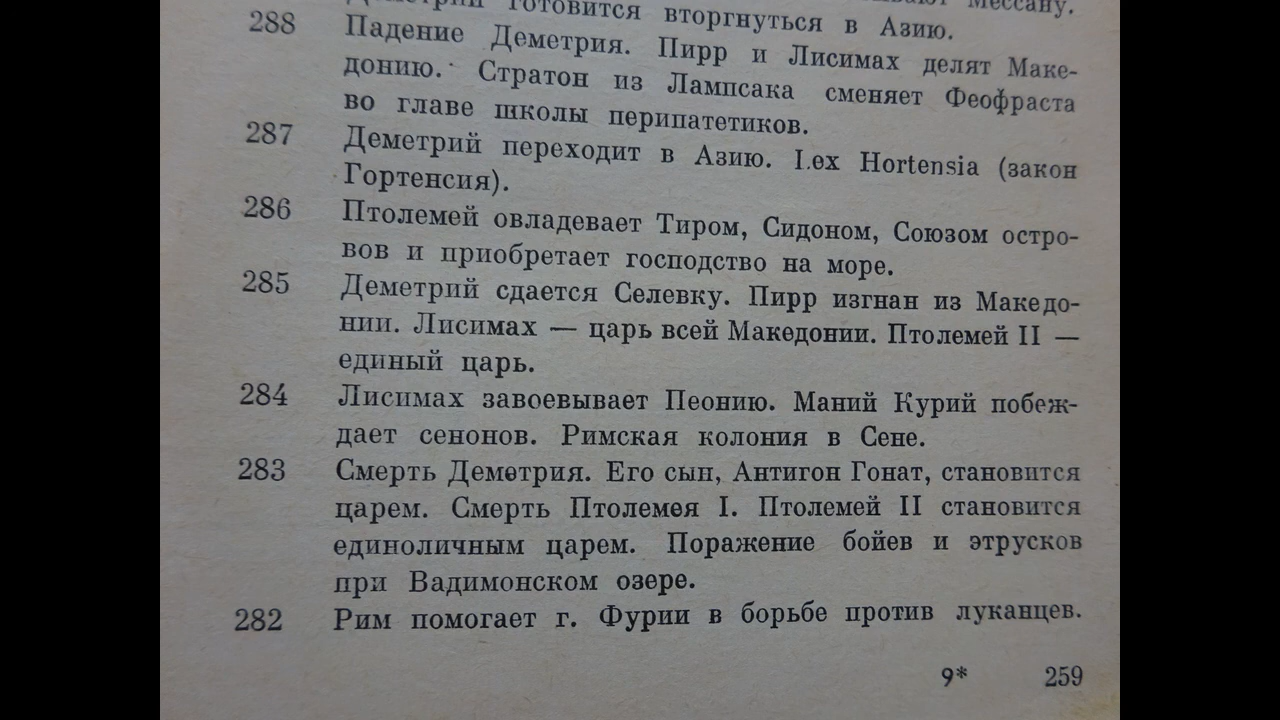 Деметрий готовится вторгнуться в Азию. Мессану.
288 Падение Деметрия. Пирр и Лисимах делят Маке-
донию. Стратон из Лампсака сменяет Феофраста
во главе школы перипатетиков.
287 Деметрий переходит в Азию. Lex Hortensia (закон
Гортенсия).
286 Птолемей овладевает Тиром, Сидоном, Союзом остро-
вов и приобретает господство на море.
285 Деметрий сдается Селевку. Пирр изгнан из Македо-
нии. Лисимах — царь всей Македонии. Птолемей II —
единый царь.
284 Лисимах завоевывает Пеонию. Маний Курий побеж-
дает сенонов. Римская колония в Сене.
283 Смерть Деметрия. Его сын, Антигон Гонат, становится
царем. Смерть Птолемея I. Птолемей II становится
единоличным царем. Поражение бойев и этрусков
при Вадимонском озере.
282 Рим помогает г. Фурии в борьбе против луканцев.
9* 259